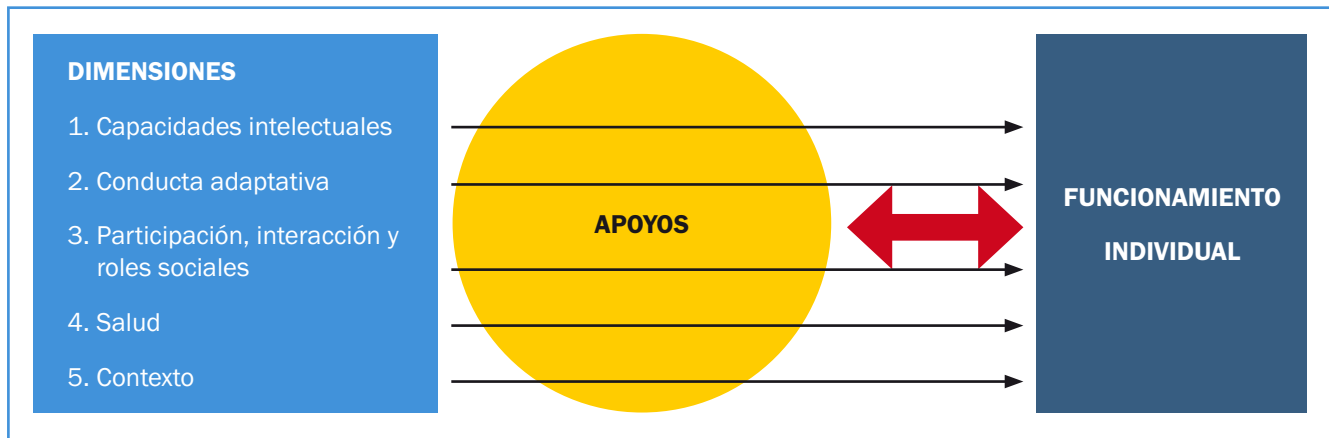 DIMENSIONES
1. Capacidades intelectuales
2. Conducta adaptativa
3. Participación, interacción y
roles sociales
4. Salud
5. Contexto
APOYOS
FUNCIONAMIENTO
INDIVIDUAL